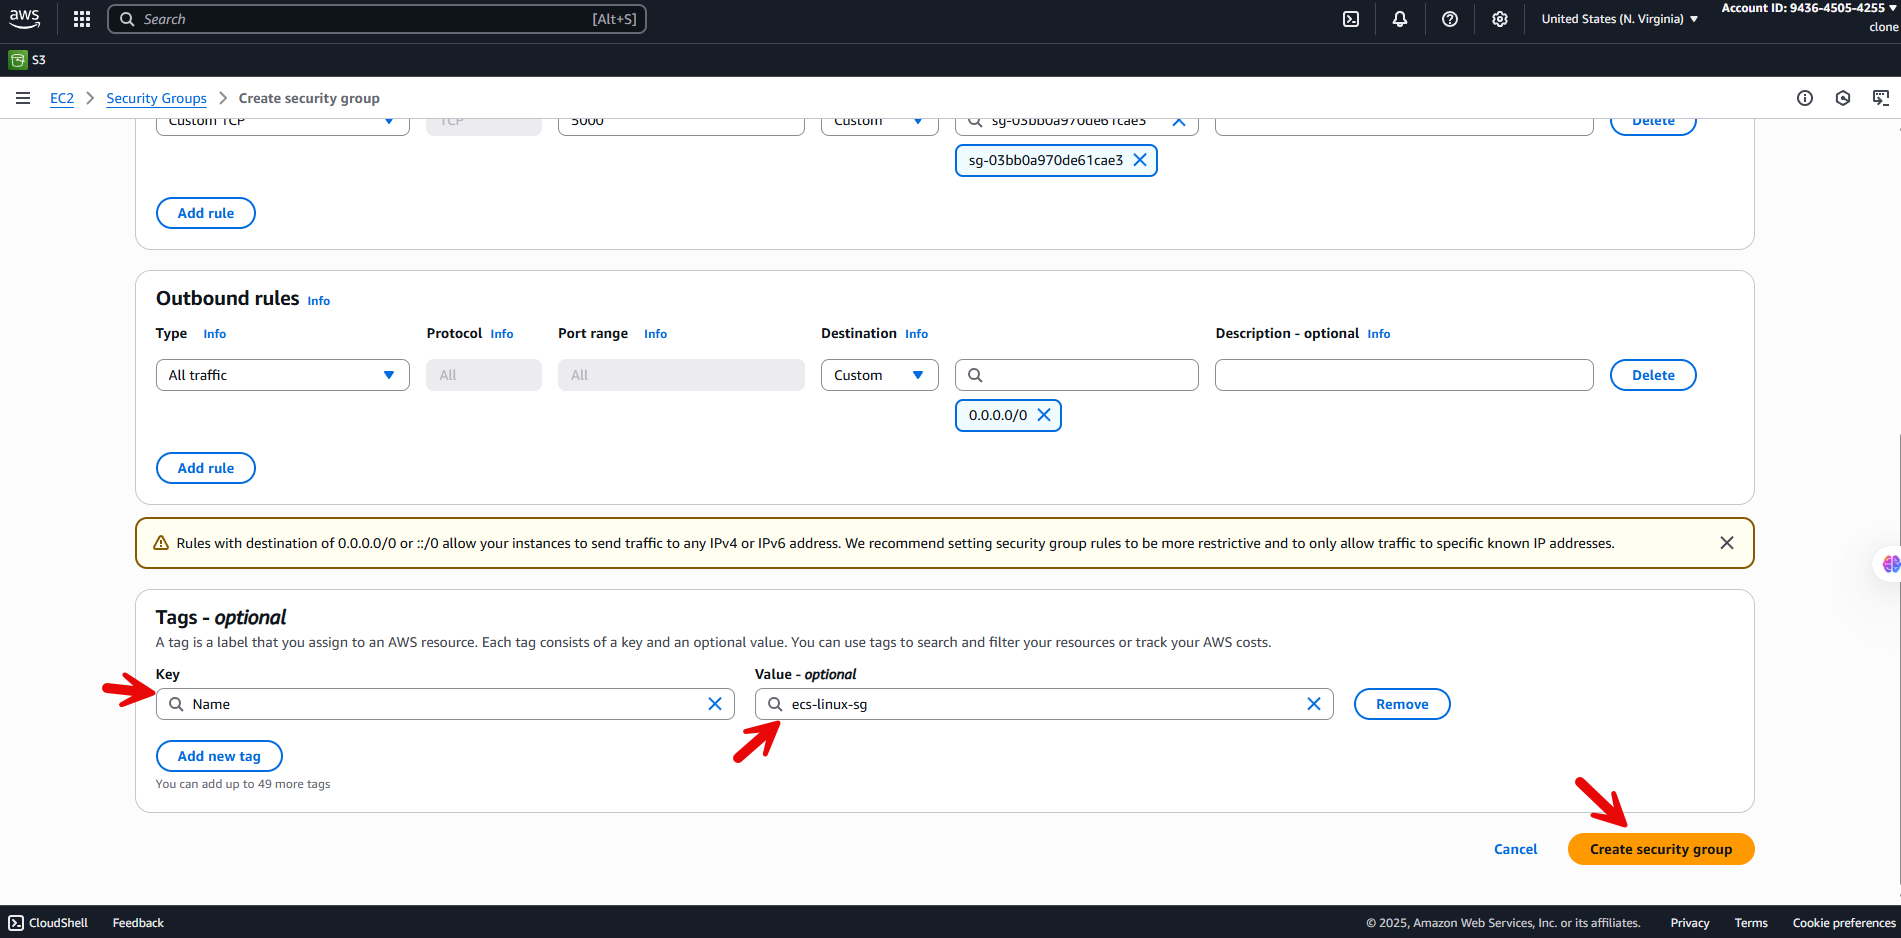 aws
Search [Alt+S]
United States (N. Virginia)
Account ID: 9436-4505-4255
clone
S3
EC2 Security Groups Create security group
Custom TCP TCP 5000 Custom sg-03bb0a970de61cae3 Delete
sg-03bb0a970de61cae3
Add rule
Outbound rules Info
Type Info Protocol Info Port range Info Destination Info Description - optional Info
All traffic All All Custom Delete
0.0.0.0/0
Add rule
Rules with destination of 0.0.0.0/0 or ::/0 allow your instances to send traffic to any IPv4 or IPv6 address. We recommend setting security group rules to be more restrictive and to only allow traffic to specific known IP addresses.
Tags - optional
A tag is a label that you assign to an AWS resource. Each tag consists of a key and an optional value. You can use tags to search and filter your resources or track your AWS costs.
Key Value - optional
Name ecs-linux-sg Remove
Add new tag
You can add up to 49 more tags
Cancel Create security group
CloudShell Feedback © 2025, Amazon Web Services, Inc. or its affiliates. Privacy Terms Cookie preferences